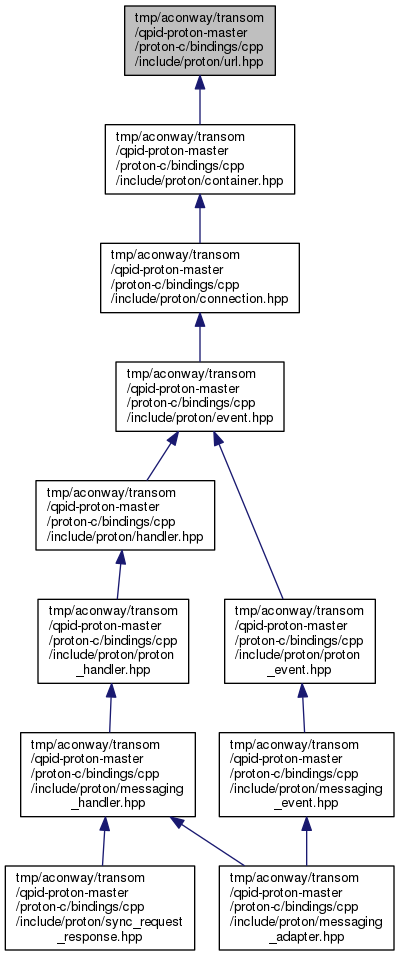 tmp/aconway/transom
/qpid-proton-master
/proton-c/bindings/cpp
/include/proton/url.hpp
tmp/aconway/transom
/qpid-proton-master
/proton-c/bindings/cpp
/include/proton/container.hpp
tmp/aconway/transom
/qpid-proton-master
/proton-c/bindings/cpp
/include/proton/connection.hpp
tmp/aconway/transom
/qpid-proton-master
/proton-c/bindings/cpp
/include/proton/event.hpp
tmp/aconway/transom
/qpid-proton-master
/proton-c/bindings/cpp
/include/proton/handler.hpp
tmp/aconway/transom
/qpid-proton-master
/proton-c/bindings/cpp
/include/proton/proton
_handler.hpp
tmp/aconway/transom
/qpid-proton-master
/proton-c/bindings/cpp
/include/proton/proton
_event.hpp
tmp/aconway/transom
/qpid-proton-master
/proton-c/bindings/cpp
/include/proton/messaging
_handler.hpp
tmp/aconway/transom
/qpid-proton-master
/proton-c/bindings/cpp
/include/proton/messaging
_event.hpp
tmp/aconway/transom
/qpid-proton-master
/proton-c/bindings/cpp
/include/proton/sync_request
_response.hpp
tmp/aconway/transom
/qpid-proton-master
/proton-c/bindings/cpp
/include/proton/messaging
_adapter.hpp